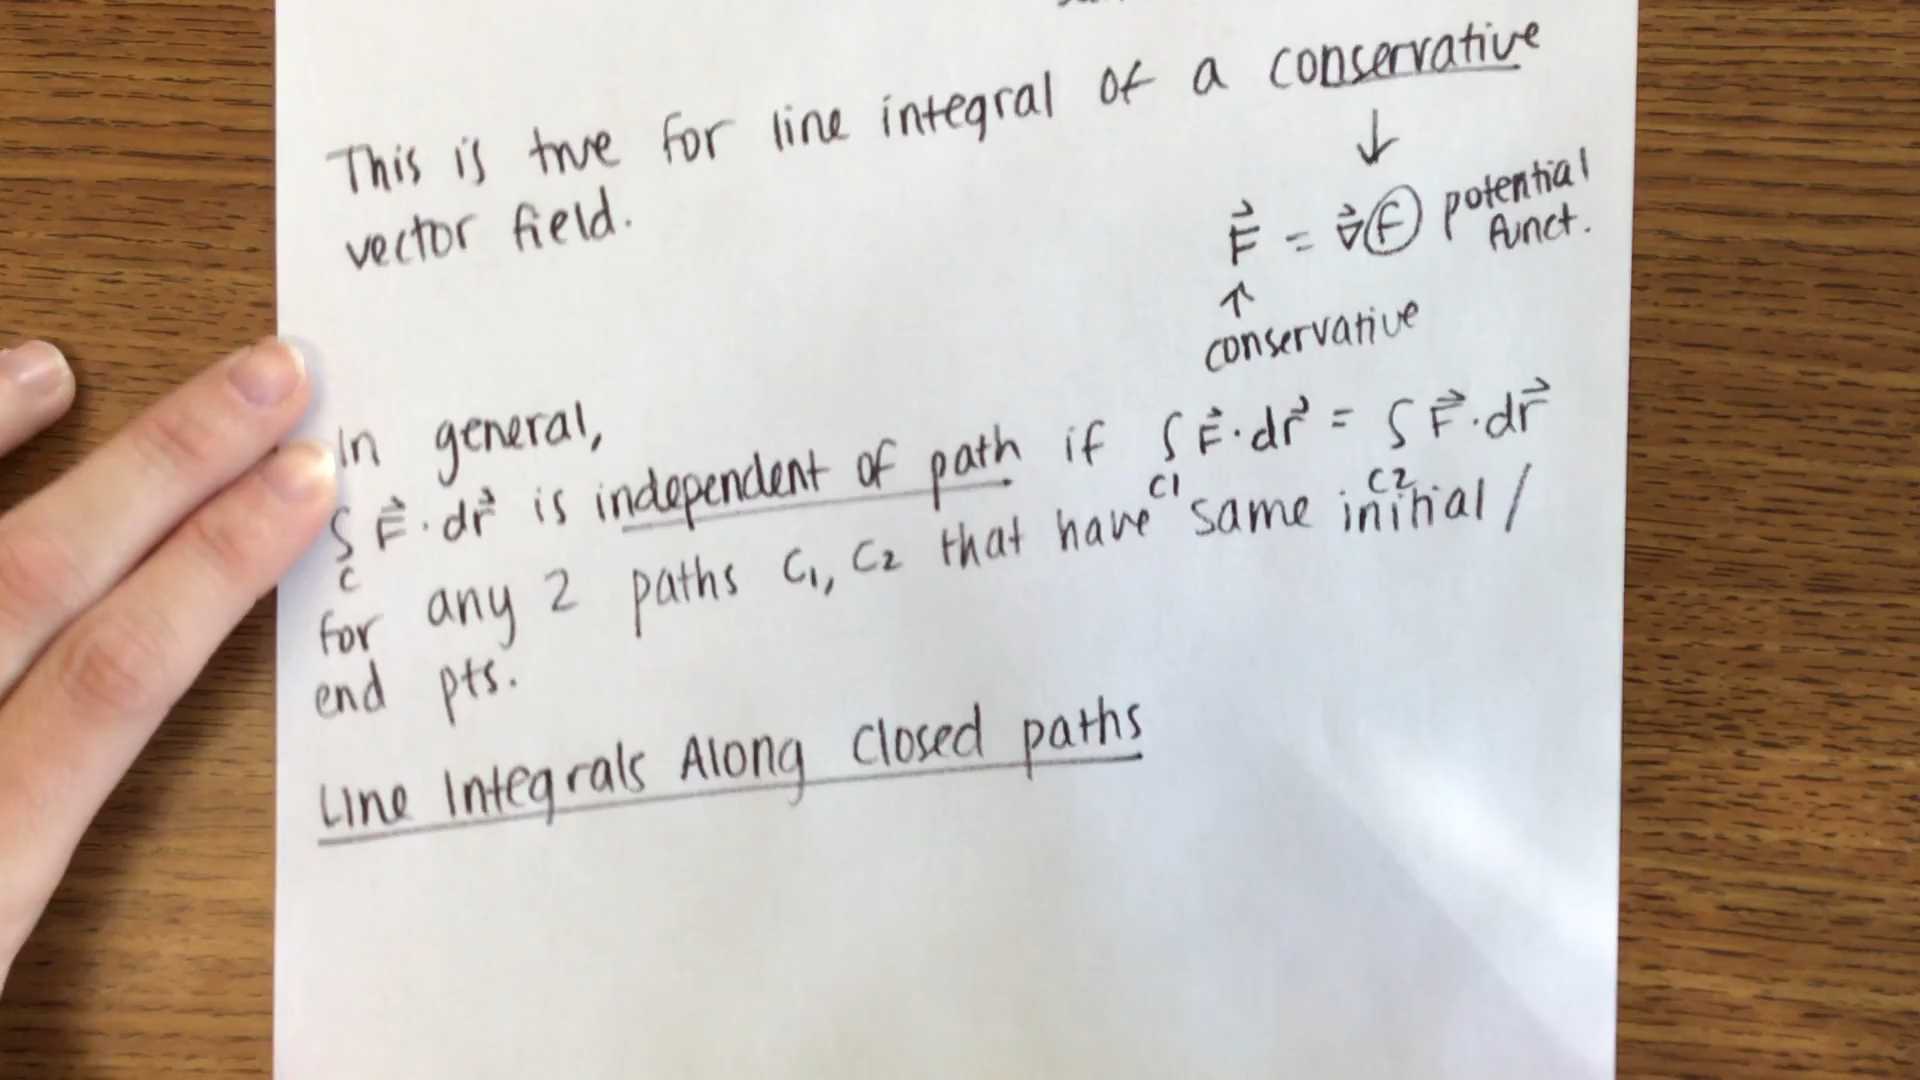 This is true for line integral of a conservative
↓
vector field.
F⃗ = ∇⃗f potential
funct.
↑
conservative
In general,
∫ F⃗ · dr⃗ is independent of path if ∫ F⃗ · dr⃗ = ∫ F⃗ · dr⃗
C C1 C2
for any 2 paths C₁, C₂ that have same initial /
end pts.
Line Integrals Along Closed paths